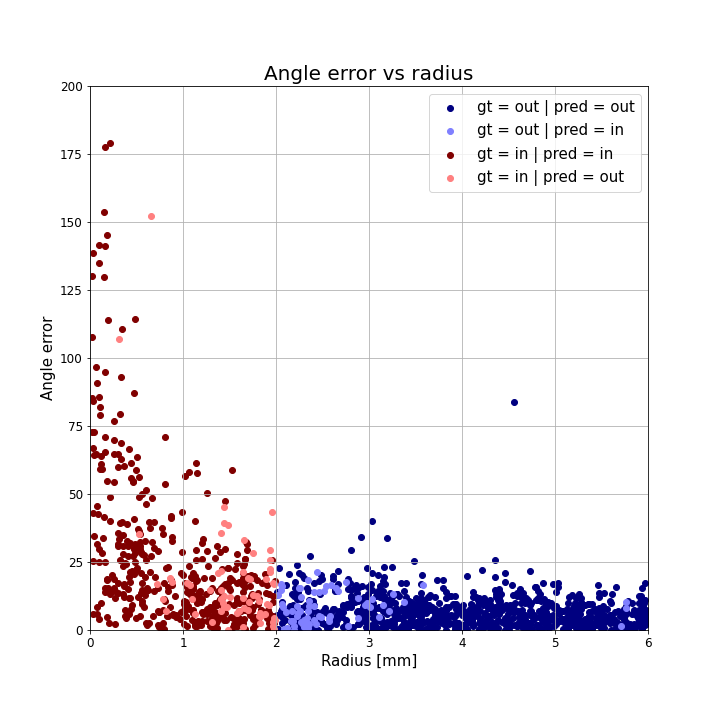 Angle error vs radius
200
175
150
125
100
75
50
25
0
Angle error
gt = out | pred = out
gt = out | pred = in
gt = in | pred = in
gt = in | pred = out
0 1 2 3 4 5 6
Radius [mm]